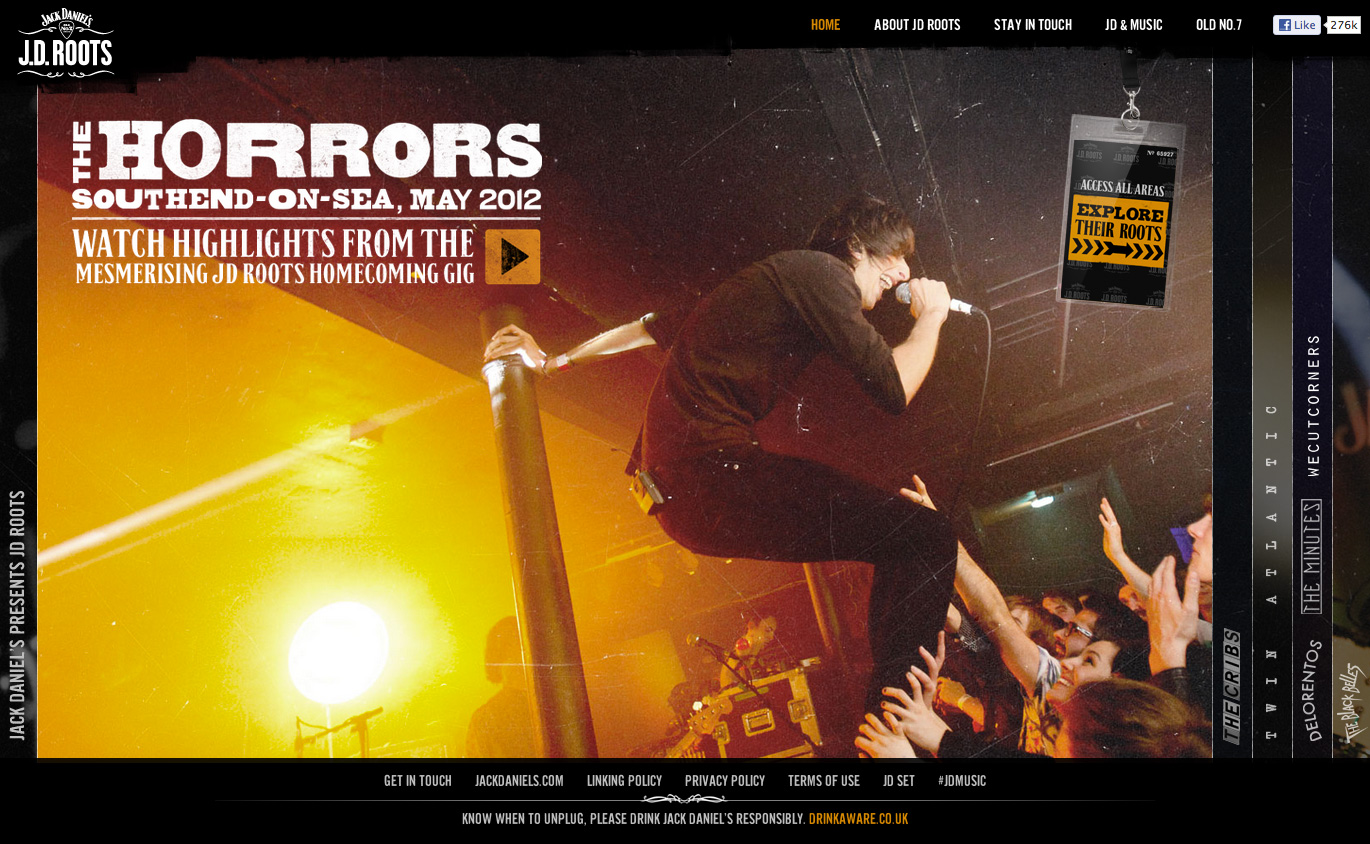 JACK DANIEL'S
J.D. ROOTS
HOME
ABOUT JD ROOTS
STAY IN TOUCH
JD & MUSIC
OLD NO.7
Like
276k
THE HORRORS
SOUTHEND-ON-SEA, MAY 2012
WATCH HIGHLIGHTS FROM THE
MESMERISING JD ROOTS HOMECOMING GIG
J.D.ROOTS
Nº 65927
ACCESS ALL AREAS
EXPLORE
THEIR ROOTS
JACK DANIEL'S PRESENTS JD ROOTS
THE CRIBS
TWIN ATLANTIC
WECUTCORNERS
THE MINUTES
DELORENTOS
THE BLACK BELLES
GET IN TOUCH
JACKDANIELS.COM
LINKING POLICY
PRIVACY POLICY
TERMS OF USE
JD SET
#JDMUSIC
KNOW WHEN TO UNPLUG, PLEASE DRINK JACK DANIEL'S RESPONSIBLY. DRINKAWARE.CO.UK